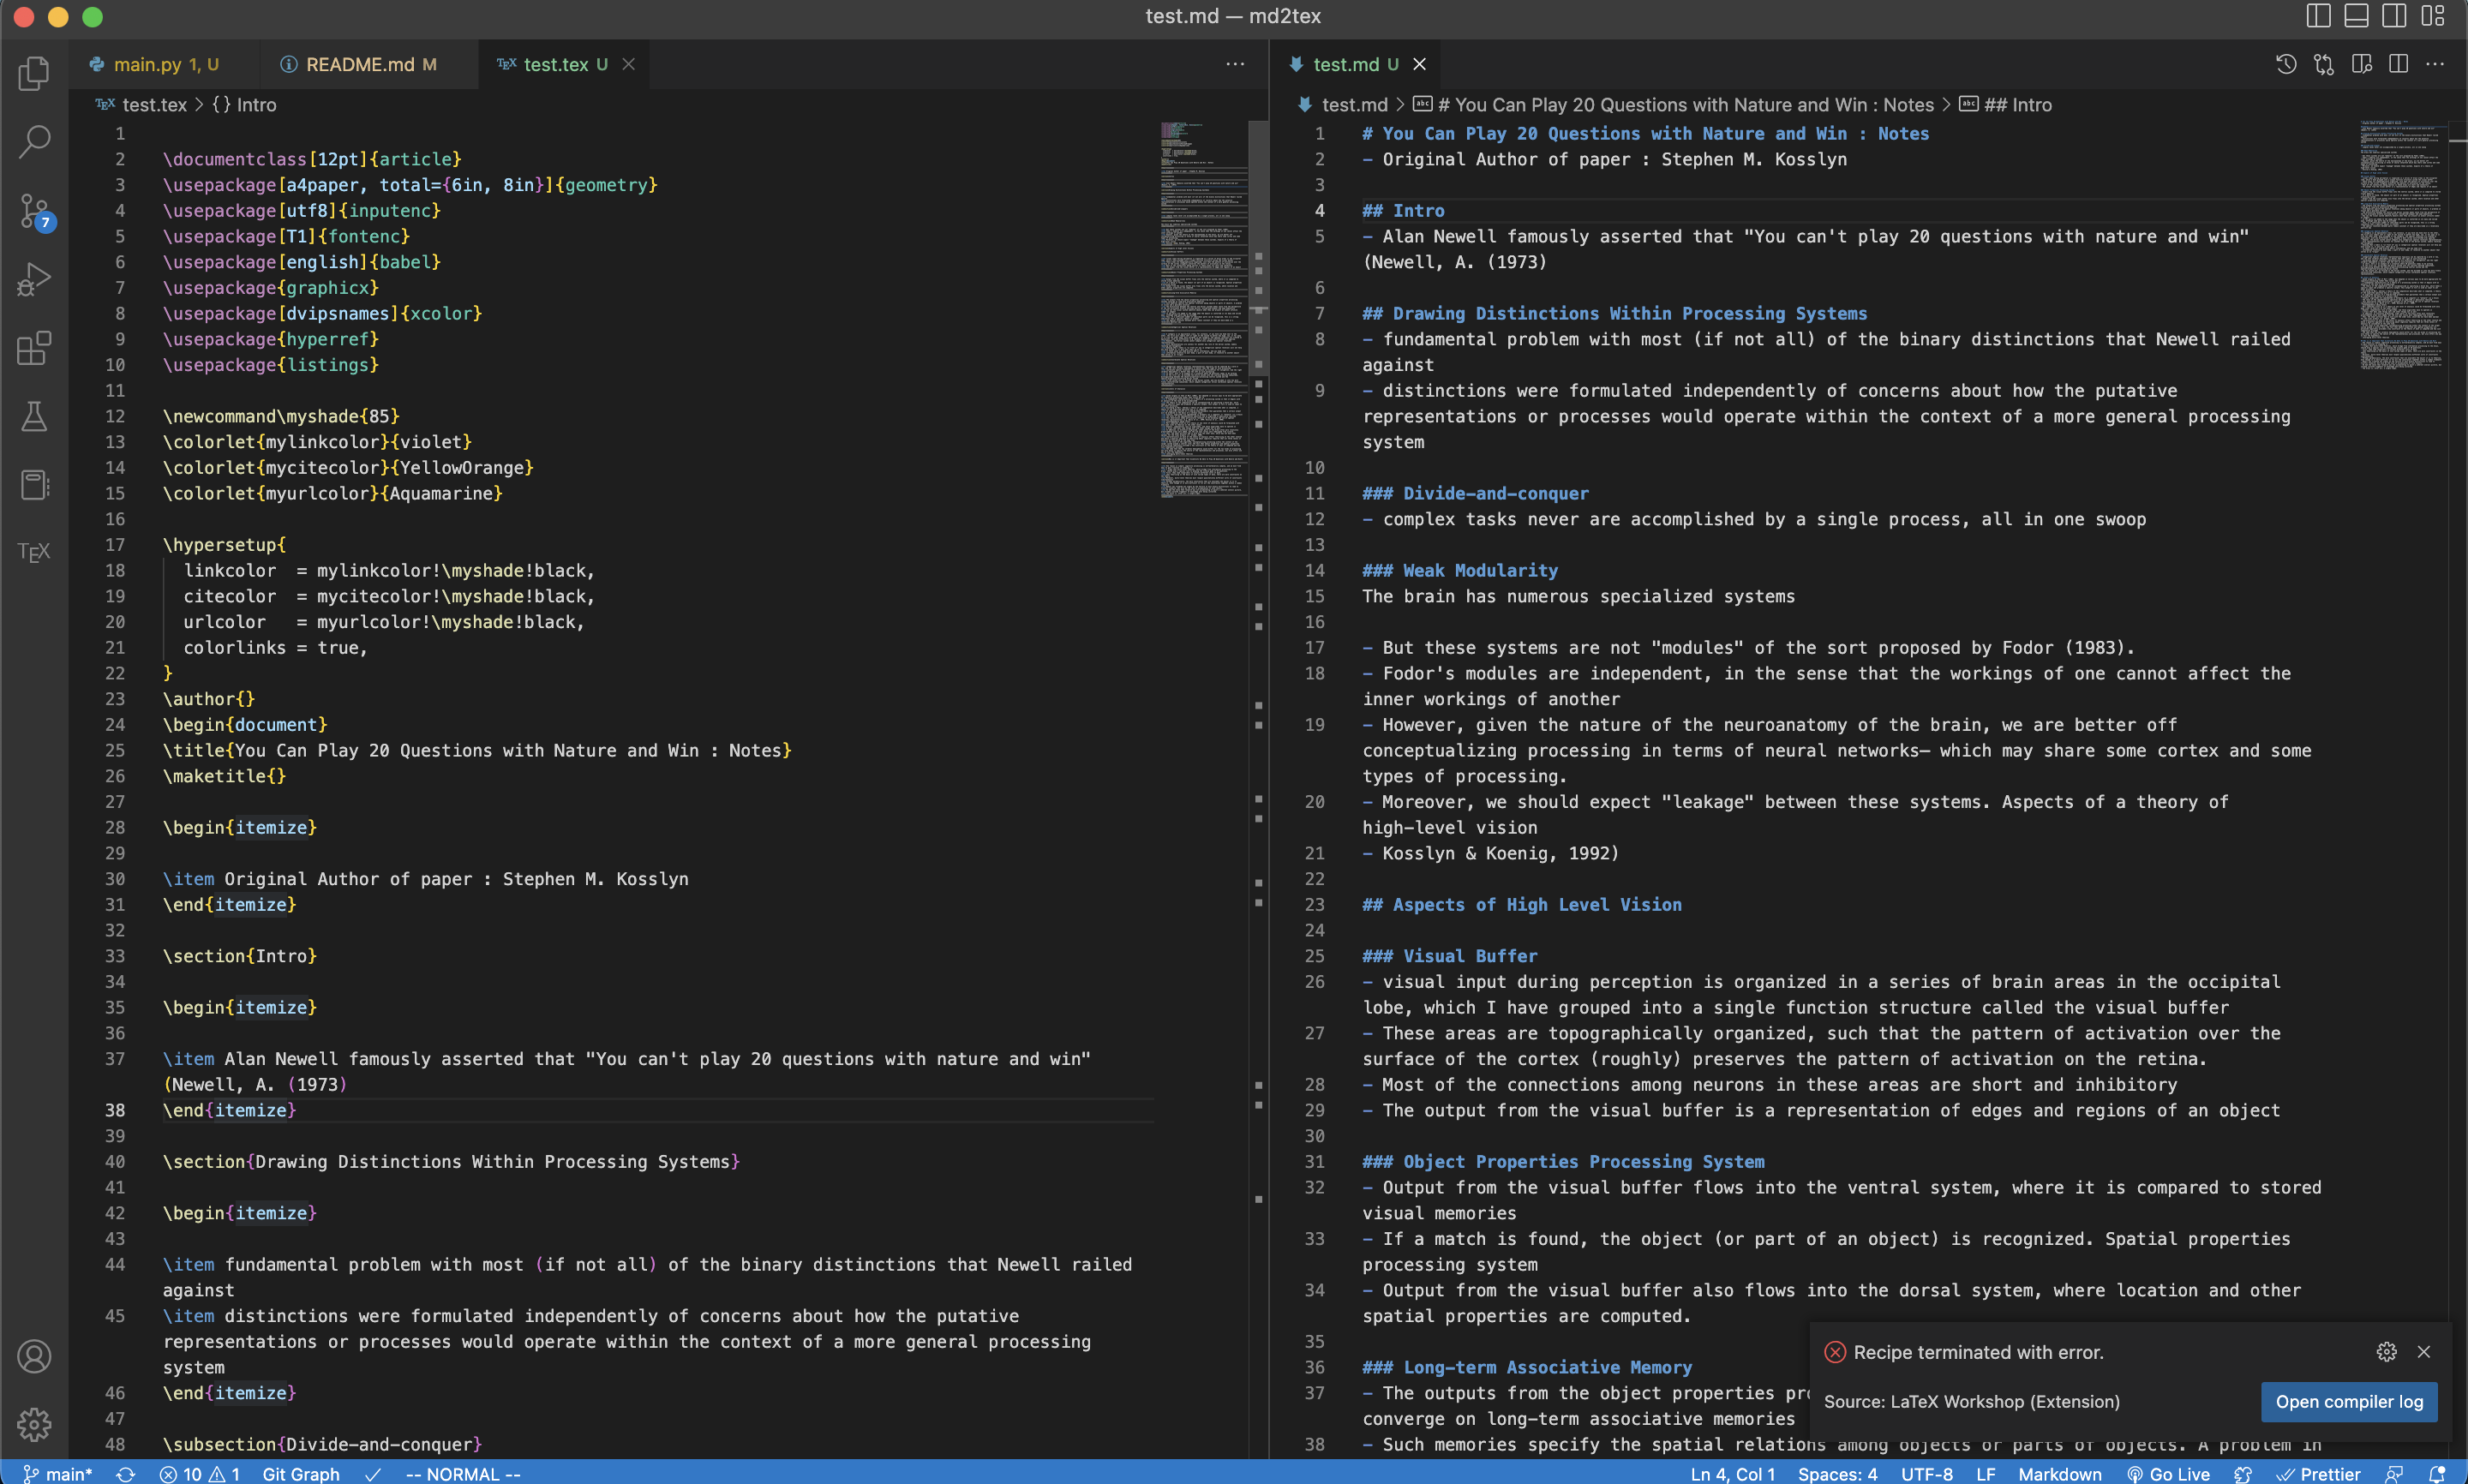 test.md — md2tex
main.py 1, U
README.md M
TEX test.tex U
test.md U
TEX test.tex > {} Intro
1
2 \documentclass[12pt]{article}
3 \usepackage[a4paper, total={6in, 8in}]{geometry}
4 \usepackage[utf8]{inputenc}
5 \usepackage[T1]{fontenc}
6 \usepackage[english]{babel}
7 \usepackage{graphicx}
8 \usepackage[dvipsnames]{xcolor}
9 \usepackage{hyperref}
10 \usepackage{listings}
11
12 \newcommand\myshade{85}
13 \colorlet{mylinkcolor}{violet}
14 \colorlet{mycitecolor}{YellowOrange}
15 \colorlet{myurlcolor}{Aquamarine}
16
17 \hypersetup{
18 linkcolor = mylinkcolor!\myshade!black,
19 citecolor = mycitecolor!\myshade!black,
20 urlcolor = myurlcolor!\myshade!black,
21 colorlinks = true,
22 }
23 \author{}
24 \begin{document}
25 \title{You Can Play 20 Questions with Nature and Win : Notes}
26 \maketitle{}
27
28 \begin{itemize}
29
30 \item Original Author of paper : Stephen M. Kosslyn
31 \end{itemize}
32
33 \section{Intro}
34
35 \begin{itemize}
36
37 \item Alan Newell famously asserted that "You can't play 20 questions with nature and win"
(Newell, A. (1973)
38 \end{itemize}
39
40 \section{Drawing Distinctions Within Processing Systems}
41
42 \begin{itemize}
43
44 \item fundamental problem with most (if not all) of the binary distinctions that Newell railed
against
45 \item distinctions were formulated independently of concerns about how the putative
representations or processes would operate within the context of a more general processing
system
46 \end{itemize}
47
48 \subsection{Divide-and-conquer}
test.md > abc # You Can Play 20 Questions with Nature and Win : Notes > abc ## Intro
1 # You Can Play 20 Questions with Nature and Win : Notes
2 - Original Author of paper : Stephen M. Kosslyn
3
4 ## Intro
5 - Alan Newell famously asserted that "You can't play 20 questions with nature and win"
(Newell, A. (1973)
6
7 ## Drawing Distinctions Within Processing Systems
8 - fundamental problem with most (if not all) of the binary distinctions that Newell railed
against
9 - distinctions were formulated independently of concerns about how the putative
representations or processes would operate within the context of a more general processing
system
10
11 ### Divide-and-conquer
12 - complex tasks never are accomplished by a single process, all in one swoop
13
14 ### Weak Modularity
15 The brain has numerous specialized systems
16
17 - But these systems are not "modules" of the sort proposed by Fodor (1983).
18 - Fodor's modules are independent, in the sense that the workings of one cannot affect the
inner workings of another
19 - However, given the nature of the neuroanatomy of the brain, we are better off
conceptualizing processing in terms of neural networks— which may share some cortex and some
types of processing.
20 - Moreover, we should expect "leakage" between these systems. Aspects of a theory of
high-level vision
21 - Kosslyn & Koenig, 1992)
22
23 ## Aspects of High Level Vision
24
25 ### Visual Buffer
26 - visual input during perception is organized in a series of brain areas in the occipital
lobe, which I have grouped into a single function structure called the visual buffer
27 - These areas are topographically organized, such that the pattern of activation over the
surface of the cortex (roughly) preserves the pattern of activation on the retina.
28 - Most of the connections among neurons in these areas are short and inhibitory
29 - The output from the visual buffer is a representation of edges and regions of an object
30
31 ### Object Properties Processing System
32 - Output from the visual buffer flows into the ventral system, where it is compared to stored
visual memories
33 - If a match is found, the object (or part of an object) is recognized. Spatial properties
processing system
34 - Output from the visual buffer also flows into the dorsal system, where location and other
spatial properties are computed.
35
36 ### Long-term Associative Memory
37 - The outputs from the object properties
converge on long-term associative memories
38 - Such memories specify the spatial relations among objects or parts of objects. A problem in
Recipe terminated with error.
Source: LaTeX Workshop (Extension)
Open compiler log
7
TEX
main* 10 1 Git Graph -- NORMAL --
Ln 4, Col 1 Spaces: 4 UTF-8 LF Markdown Go Live Prettier